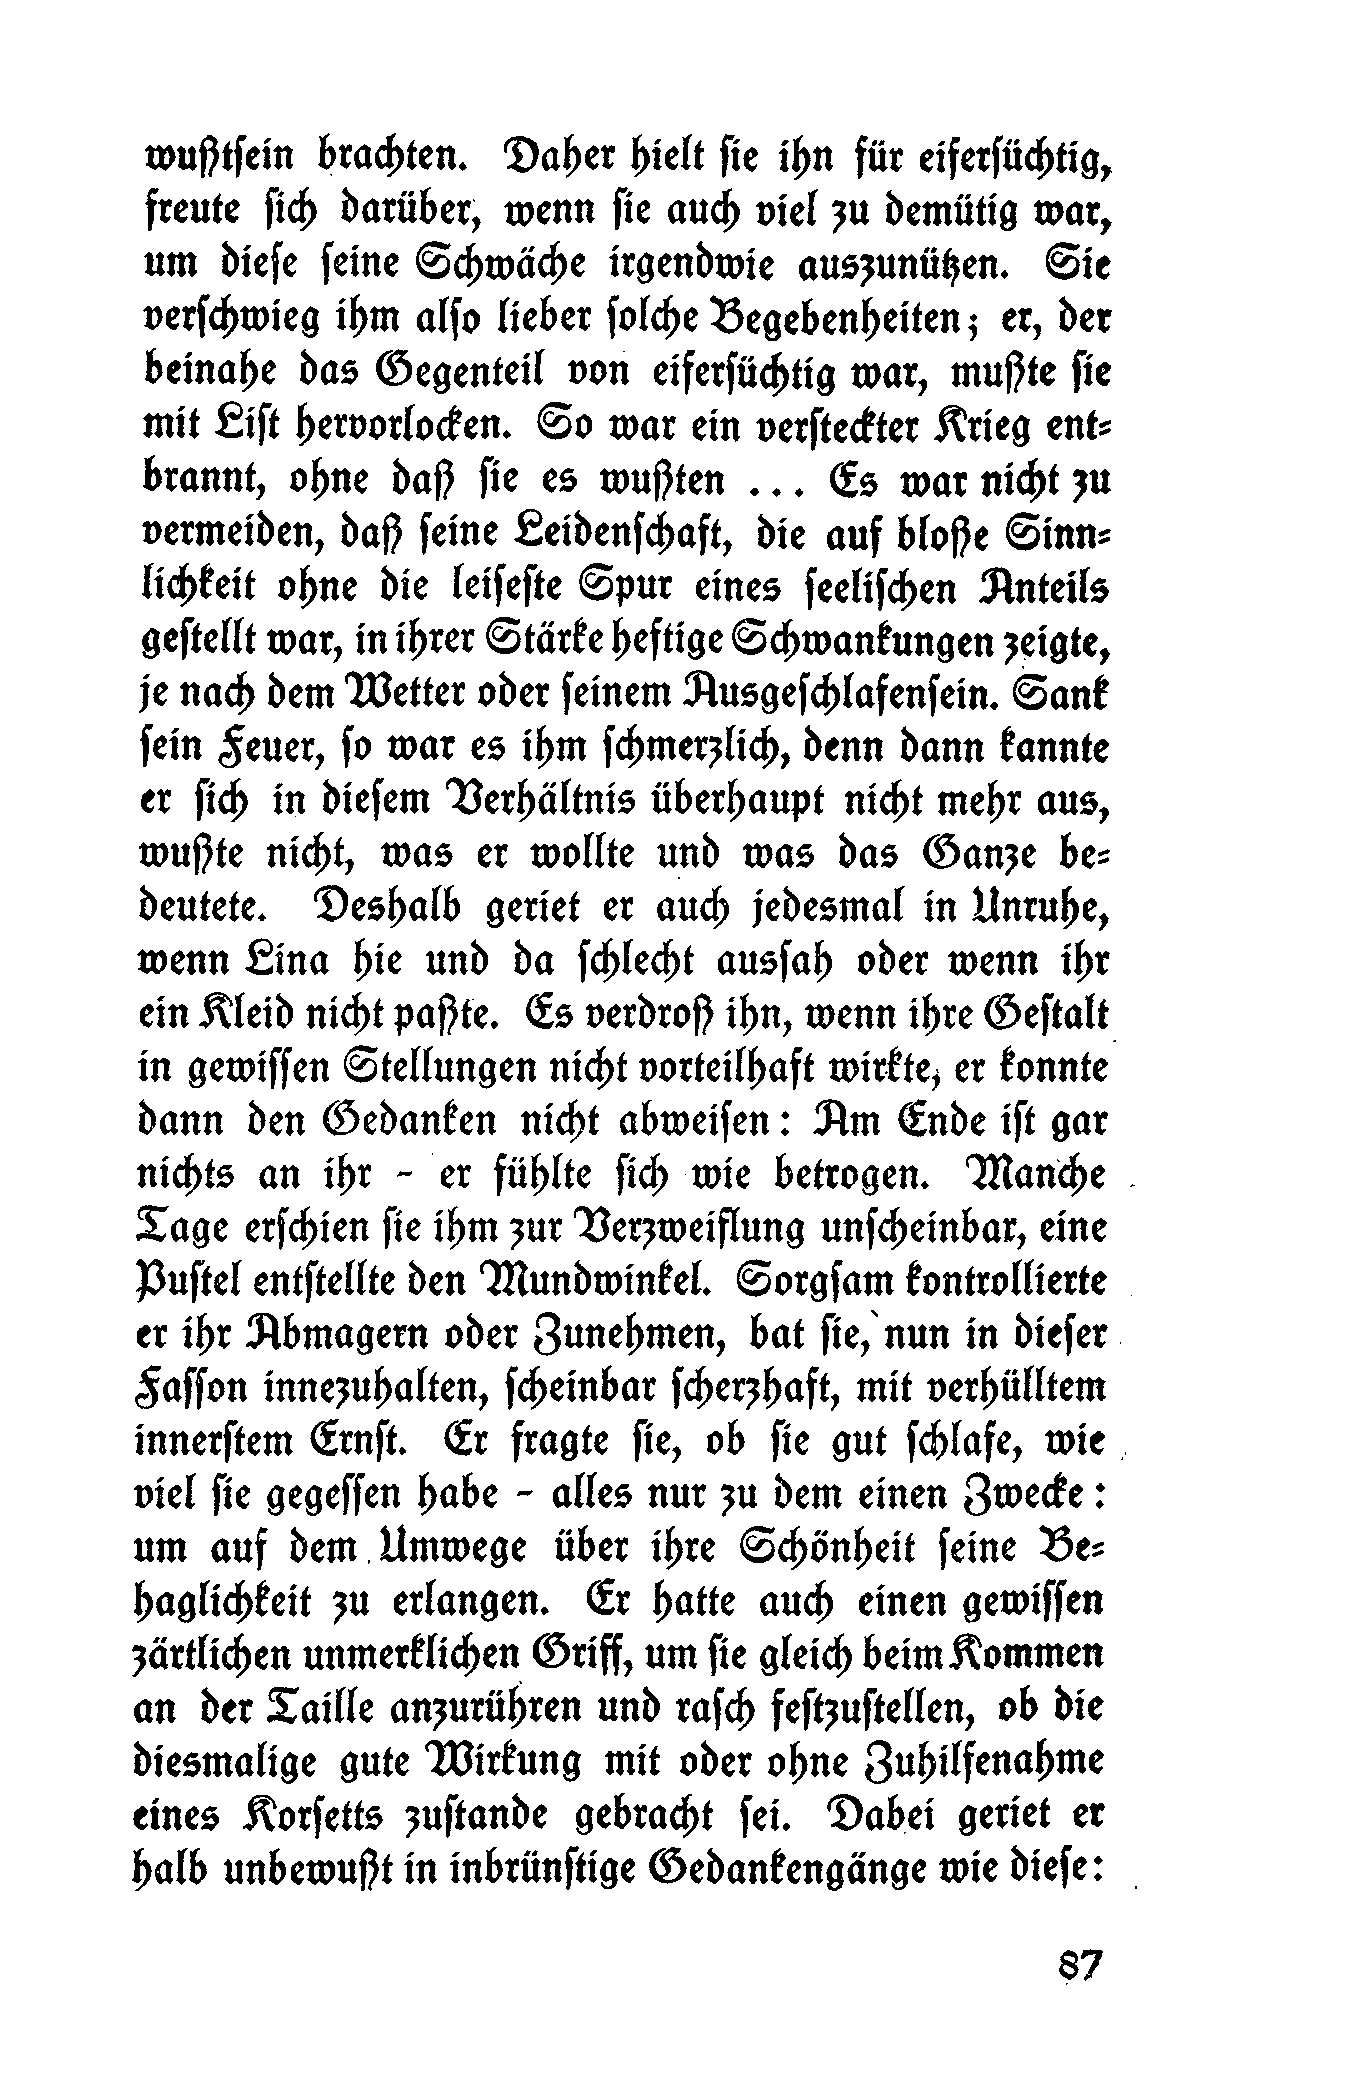 wußtsein brachten. Daher hielt sie ihn für eifersüchtig,
freute sich darüber, wenn sie auch viel zu demütig war,
um diese seine Schwäche irgendwie auszunützen. Sie
verschwieg ihm also lieber solche Begebenheiten; er, der
beinahe das Gegenteil von eifersüchtig war, mußte sie
mit List hervorlocken. So war ein versteckter Krieg ent-
brannt, ohne daß sie es wußten ... Es war nicht zu
vermeiden, daß seine Leidenschaft, die auf bloße Sinn-
lichkeit ohne die leiseste Spur eines seelischen Anteils
gestellt war, in ihrer Stärke heftige Schwankungen zeigte,
je nach dem Wetter oder seinem Ausgeschlafensein. Sank
sein Feuer, so war es ihm schmerzlich, denn dann kannte
er sich in diesem Verhältnis überhaupt nicht mehr aus,
wußte nicht, was er wollte und was das Ganze be-
deutete. Deshalb geriet er auch jedesmal in Unruhe,
wenn Lina hie und da schlecht aussah oder wenn ihr
ein Kleid nicht paßte. Es verdroß ihn, wenn ihre Gestalt
in gewissen Stellungen nicht vorteilhaft wirkte, er konnte
dann den Gedanken nicht abweisen: Am Ende ist gar
nichts an ihr - er fühlte sich wie betrogen. Manche
Tage erschien sie ihm zur Verzweiflung unscheinbar, eine
Pustel entstellte den Mundwinkel. Sorgsam kontrollierte
er ihr Abmagern oder Zunehmen, bat sie, nun in dieser
Fasson innezuhalten, scheinbar scherzhaft, mit verhülltem
innerstem Ernst. Er fragte sie, ob sie gut schlafe, wie
viel sie gegessen habe - alles nur zu dem einen Zwecke:
um auf dem Umwege über ihre Schönheit seine Be-
haglichkeit zu erlangen. Er hatte auch einen gewissen
zärtlichen unmerklichen Griff, um sie gleich beim Kommen
an der Taille anzurühren und rasch festzustellen, ob die
diesmalige gute Wirkung mit oder ohne Zuhilfenahme
eines Korsetts zustande gebracht sei. Dabei geriet er
halb unbewußt in inbrünstige Gedankengänge wie diese:
87